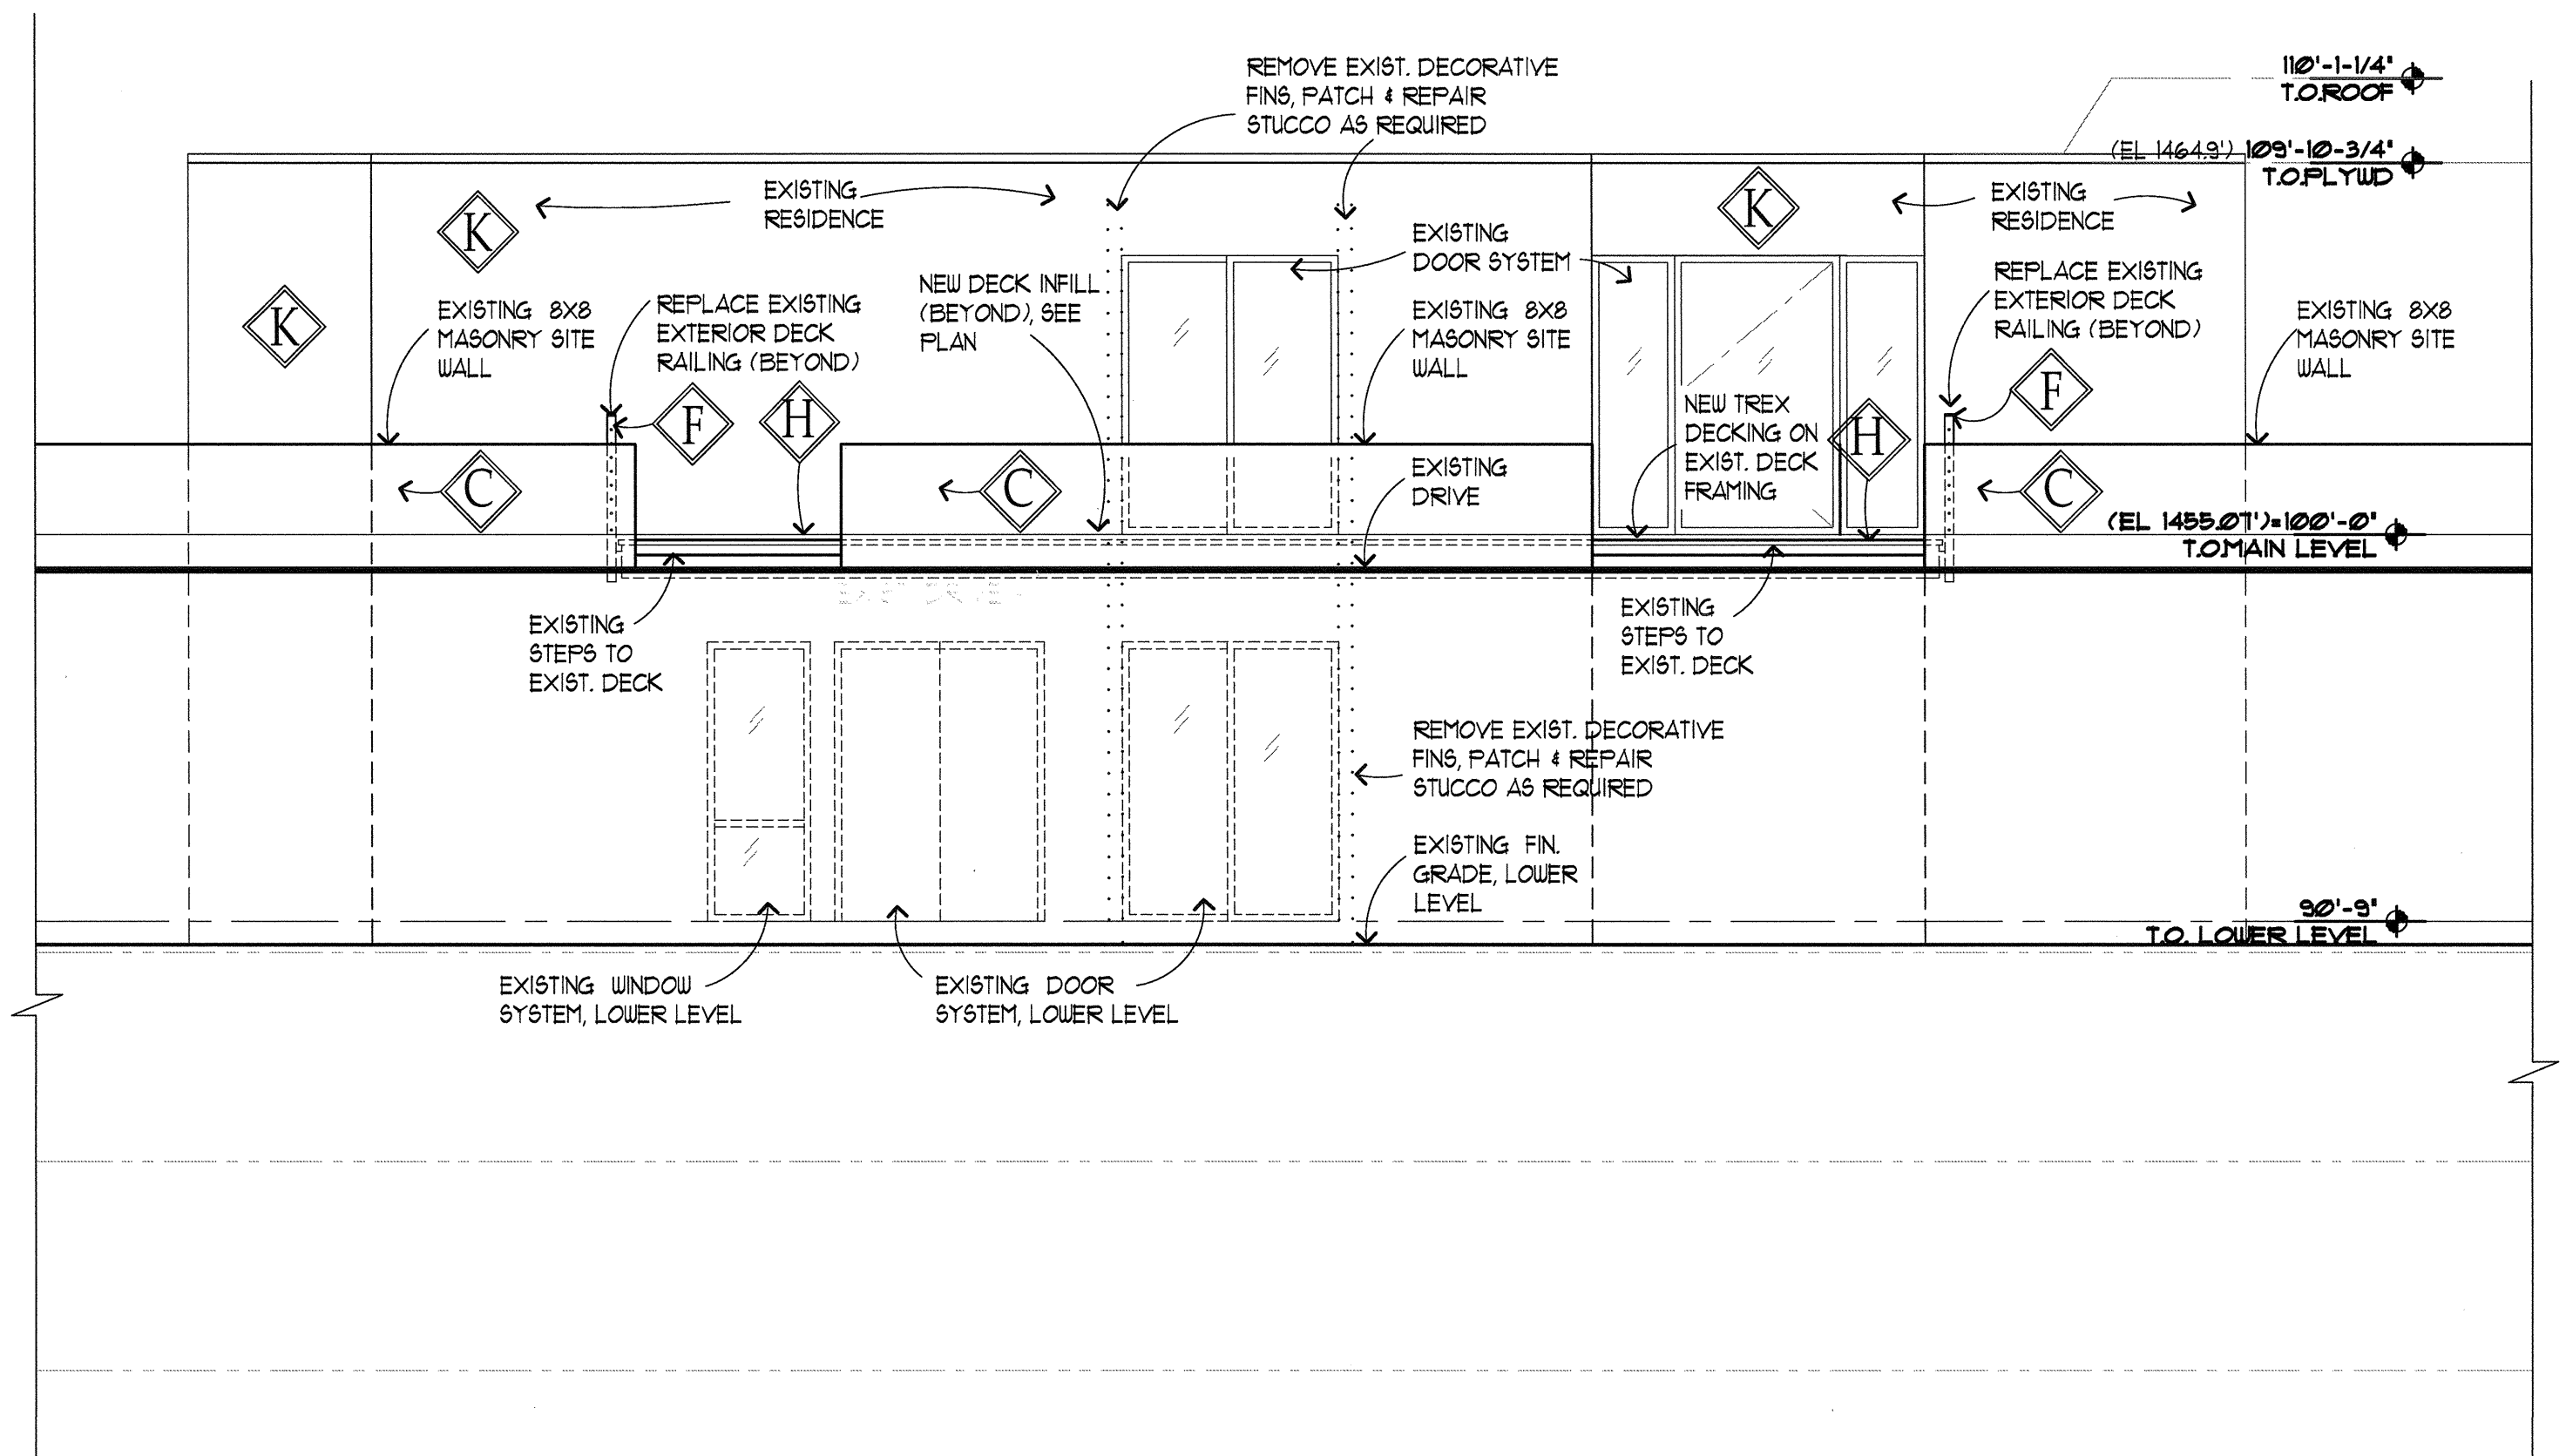 REMOVE EXIST. DECORATIVE
FINS, PATCH & REPAIR
STUCCO AS REQUIRED
110'-1-1/4"
T.O.ROOF
(EL 1464.9') 109'-10-3/4"
T.O.PLYWD
K
EXISTING
RESIDENCE
K
EXISTING
RESIDENCE
K
EXISTING
DOOR SYSTEM
NEW DECK INFILL
(BEYOND), SEE
PLAN
EXISTING 8X8
MASONRY SITE
WALL
REPLACE EXISTING
EXTERIOR DECK
RAILING (BEYOND)
EXISTING 8X8
MASONRY SITE
WALL
REPLACE EXISTING
EXTERIOR DECK
RAILING (BEYOND)
EXISTING 8X8
MASONRY SITE
WALL
F
H
NEW TREX
DECKING ON
EXIST. DECK
FRAMING
H
F
C
C
EXISTING
DRIVE
C
(EL 1455.07')=100'-0"
T.O.MAIN LEVEL
EXISTING
STEPS TO
EXIST. DECK
EXISTING
STEPS TO
EXIST. DECK
REMOVE EXIST. DECORATIVE
FINS, PATCH & REPAIR
STUCCO AS REQUIRED
EXISTING FIN.
GRADE, LOWER
LEVEL
90'-9"
T.O. LOWER LEVEL
EXISTING WINDOW
SYSTEM, LOWER LEVEL
EXISTING DOOR
SYSTEM, LOWER LEVEL